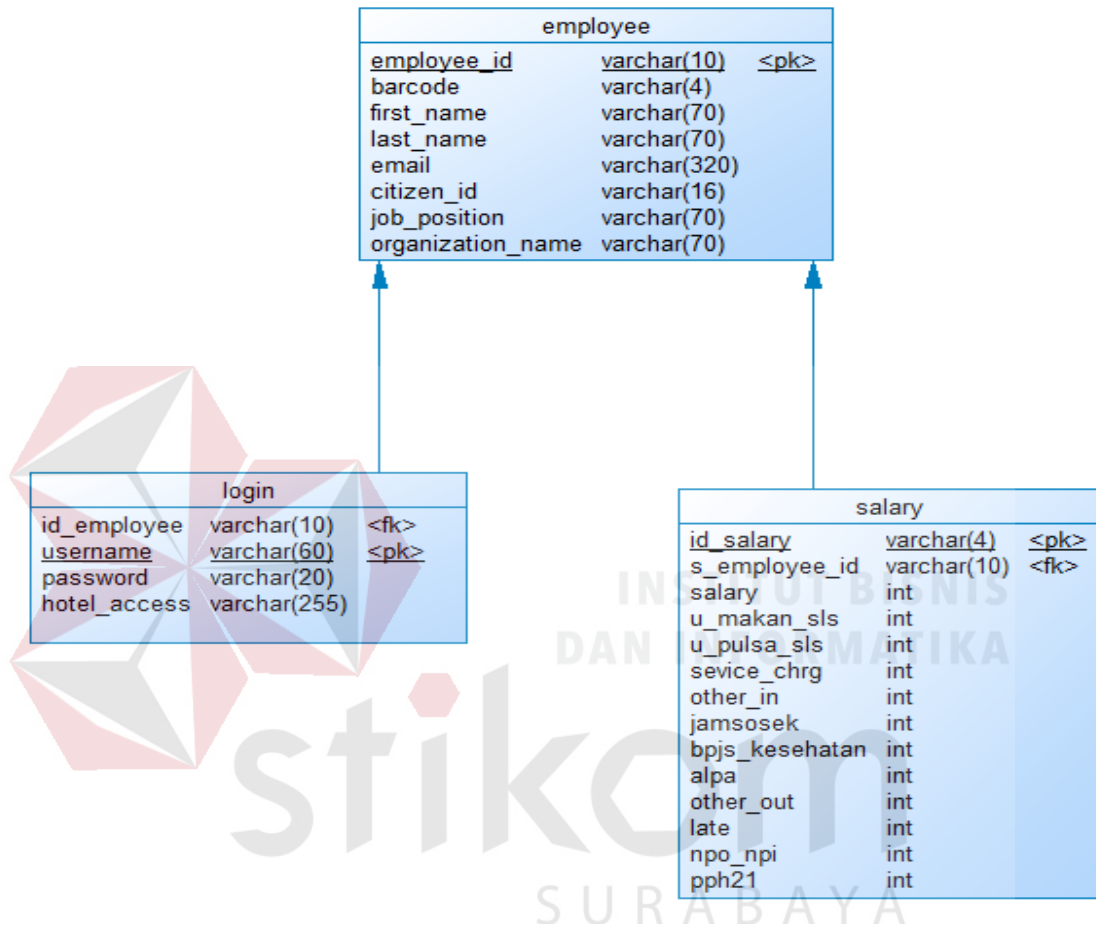 employee
employee_id varchar(10) <pk>
barcode varchar(4)
first_name varchar(70)
last_name varchar(70)
email varchar(320)
citizen_id varchar(16)
job_position varchar(70)
organization_name varchar(70)
login
id_employee varchar(10) <fk>
username varchar(60) <pk>
password varchar(20)
hotel_access varchar(255)
salary
id_salary varchar(4) <pk>
s_employee_id varchar(10) <fk>
salary int
u_makan_sls int
u_pulsa_sls int
sevice_chrg int
other_in int
jamsosek int
bpjs_kesehatan int
alpa int
other_out int
late int
npo_npi int
pph21 int
INSTITUT BISNIS
DAN INFORMATIKA
stikom
SURABAYA